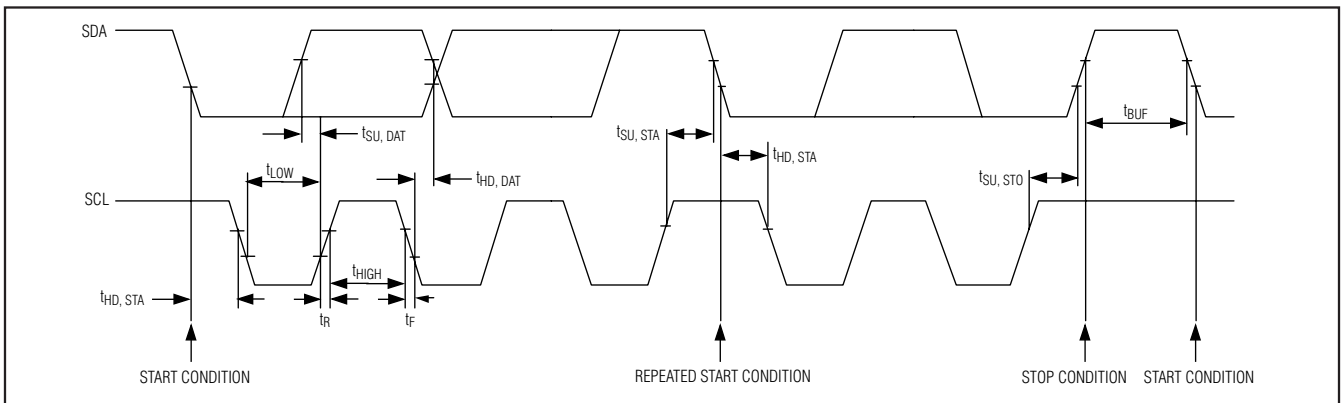 SDA
tSU, DAT
tSU, STA
tBUF
tHD, STA
tLOW
tHD, DAT
tSU, STO
SCL
tHIGH
tHD, STA
tR
tF
START CONDITION
REPEATED START CONDITION
STOP CONDITION
START CONDITION